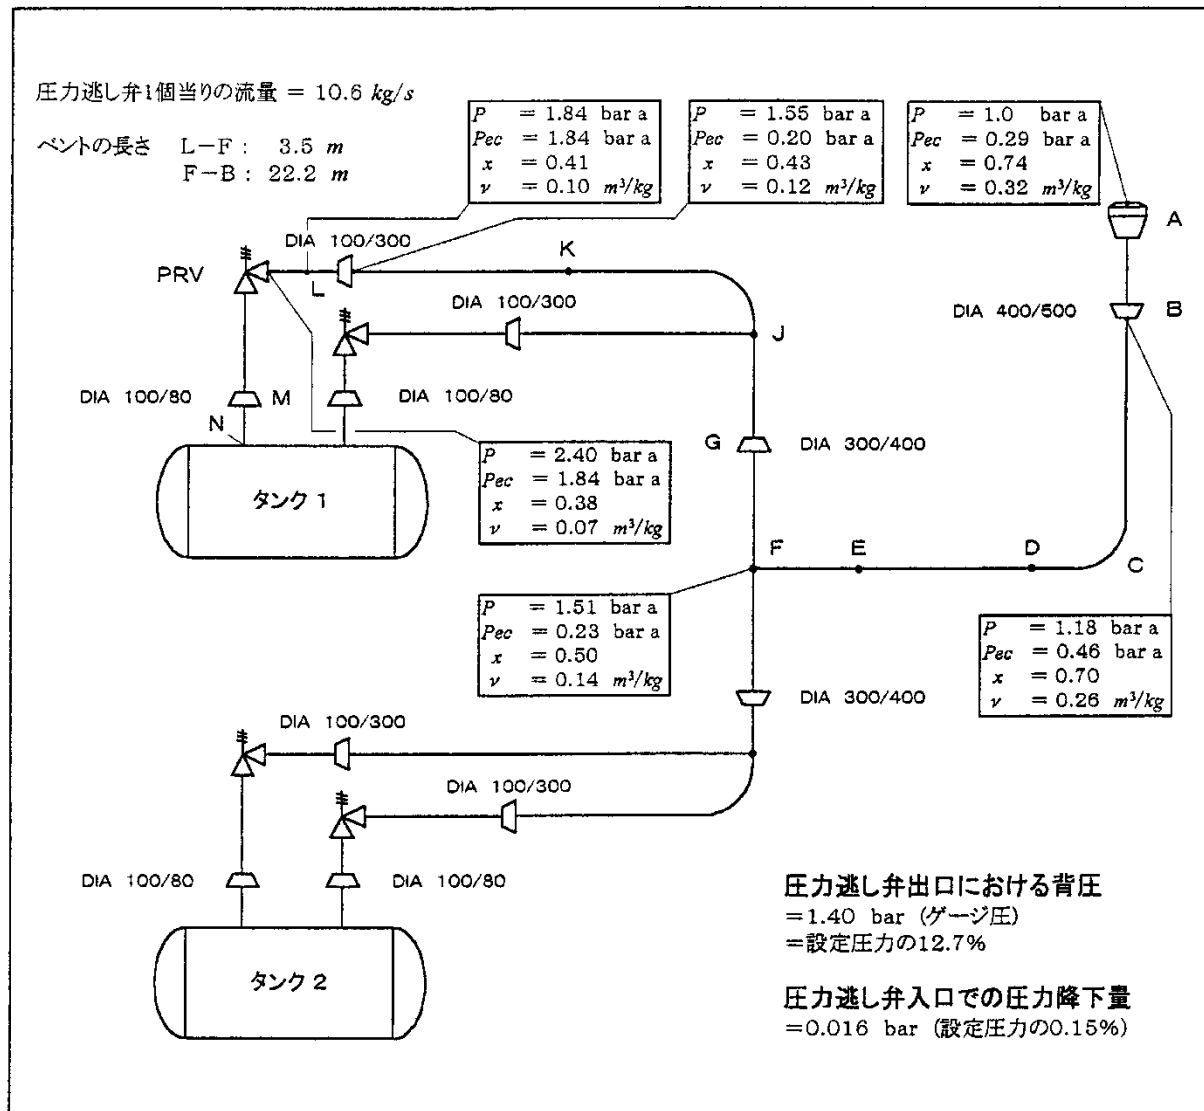 圧力逃し弁1個当りの流量 = 10.6 kg/s
ベントの長さ L-F : 3.5 m
F-B : 22.2 m
P = 1.84 bar a
Pec = 1.84 bar a
x = 0.41
ν = 0.10 m³/kg
P = 1.55 bar a
Pec = 0.20 bar a
x = 0.43
ν = 0.12 m³/kg
P = 1.0 bar a
Pec = 0.29 bar a
x = 0.74
ν = 0.32 m³/kg
A
DIA 100/300
K
PRV
L
DIA 100/300
DIA 400/500
B
J
DIA 100/80
M
DIA 100/80
N
G
DIA 300/400
P = 2.40 bar a
Pec = 1.84 bar a
x = 0.38
ν = 0.07 m³/kg
タンク 1
F
E
D
C
P = 1.51 bar a
Pec = 0.23 bar a
x = 0.50
ν = 0.14 m³/kg
P = 1.18 bar a
Pec = 0.46 bar a
x = 0.70
ν = 0.26 m³/kg
DIA 300/400
DIA 100/300
DIA 100/300
DIA 100/80
DIA 100/80
タンク 2
圧力逃し弁出口における背圧
=1.40 bar (ゲージ圧)
=設定圧力の12.7%
圧力逃し弁入口での圧力降下量
=0.016 bar (設定圧力の0.15%)